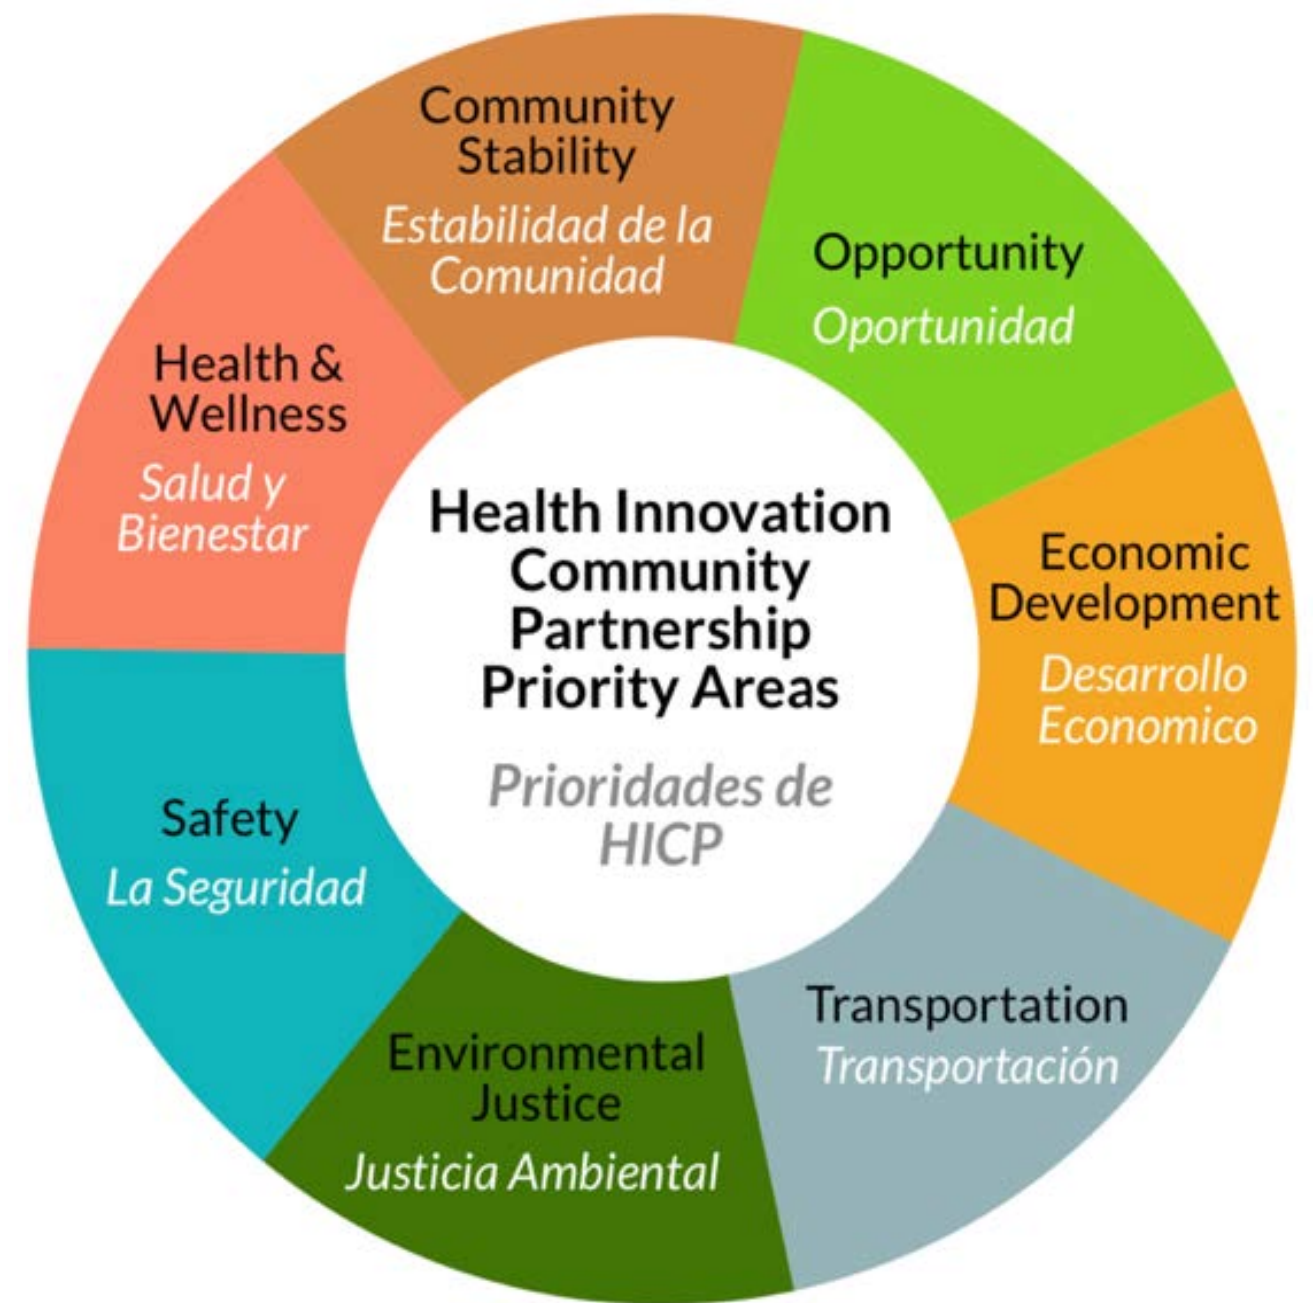 Community
Stability
Estabilidad de la
Comunidad
Opportunity
Oportunidad
Health &
Wellness
Salud y
Bienestar
Health Innovation
Community
Partnership
Priority Areas
Prioridades de
HICP
Economic
Development
Desarrollo
Economico
Safety
La Seguridad
Transportation
Transportación
Environmental
Justice
Justicia Ambiental